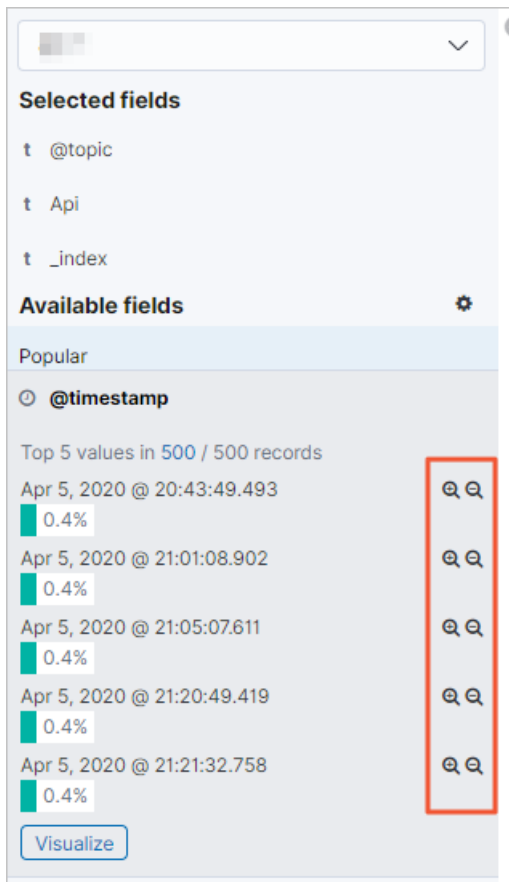 Selected fields
t @topic
t Api
t _index
Available fields
Popular
@timestamp
Top 5 values in 500 / 500 records
Apr 5, 2020 @ 20:43:49.493
0.4%
Apr 5, 2020 @ 21:01:08.902
0.4%
Apr 5, 2020 @ 21:05:07.611
0.4%
Apr 5, 2020 @ 21:20:49.419
0.4%
Apr 5, 2020 @ 21:21:32.758
0.4%
Visualize